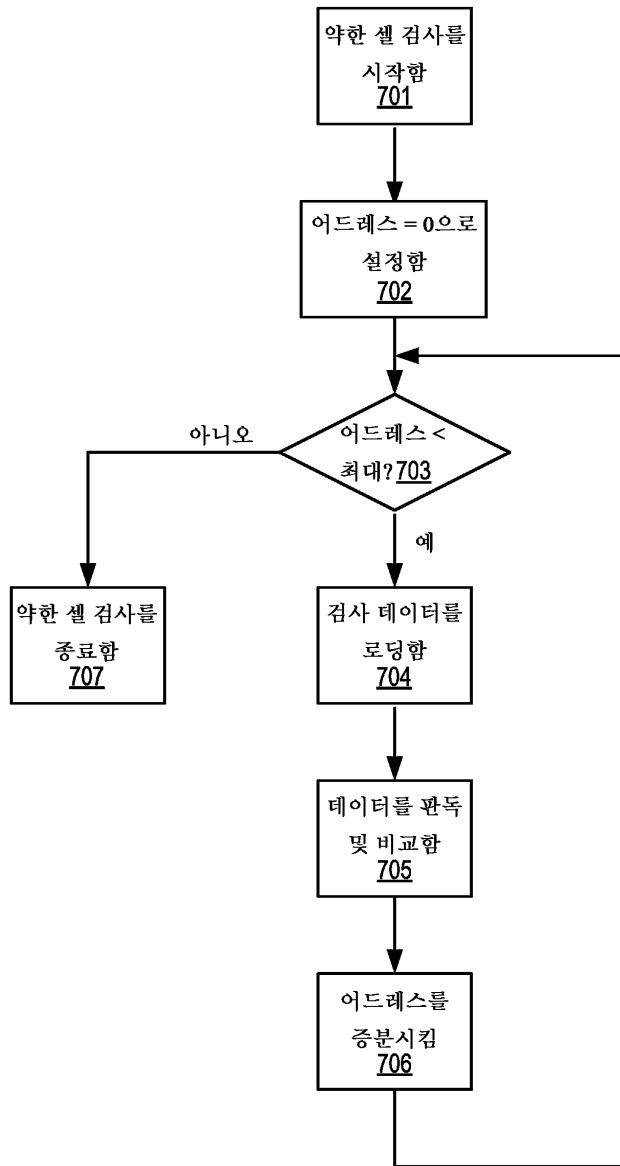 약한 셀 검사를
시작함
701
어드레스 = 0으로
설정함
702
어드레스 <
최대?703
아니오
예
약한 셀 검사를
종료함
707
검사 데이터를
로딩함
704
데이터를 판독
및 비교함
705
어드레스를
증분시킴
706